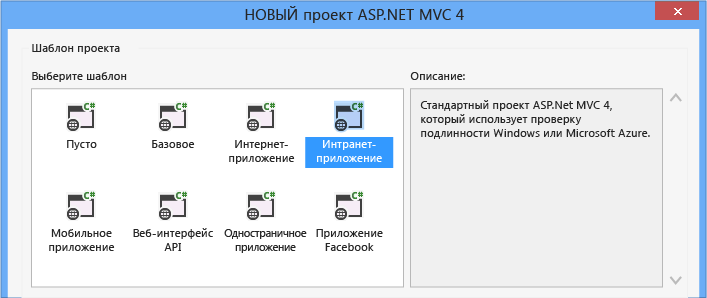 НОВЫЙ проект ASP.NET MVC 4
Шаблон проекта
Выберите шаблон
C#
C#
C#
C#
Пусто
Базовое
Интернет-
приложение
Интранет-
приложение
C#
C#
C#
C#
Мобильное
приложение
Веб-интерфейс
API
Одностраничное
приложение
Приложение
Facebook
Описание:
Стандартный проект ASP.Net MVC 4,
который использует проверку
подлинности Windows или Microsoft Azure.